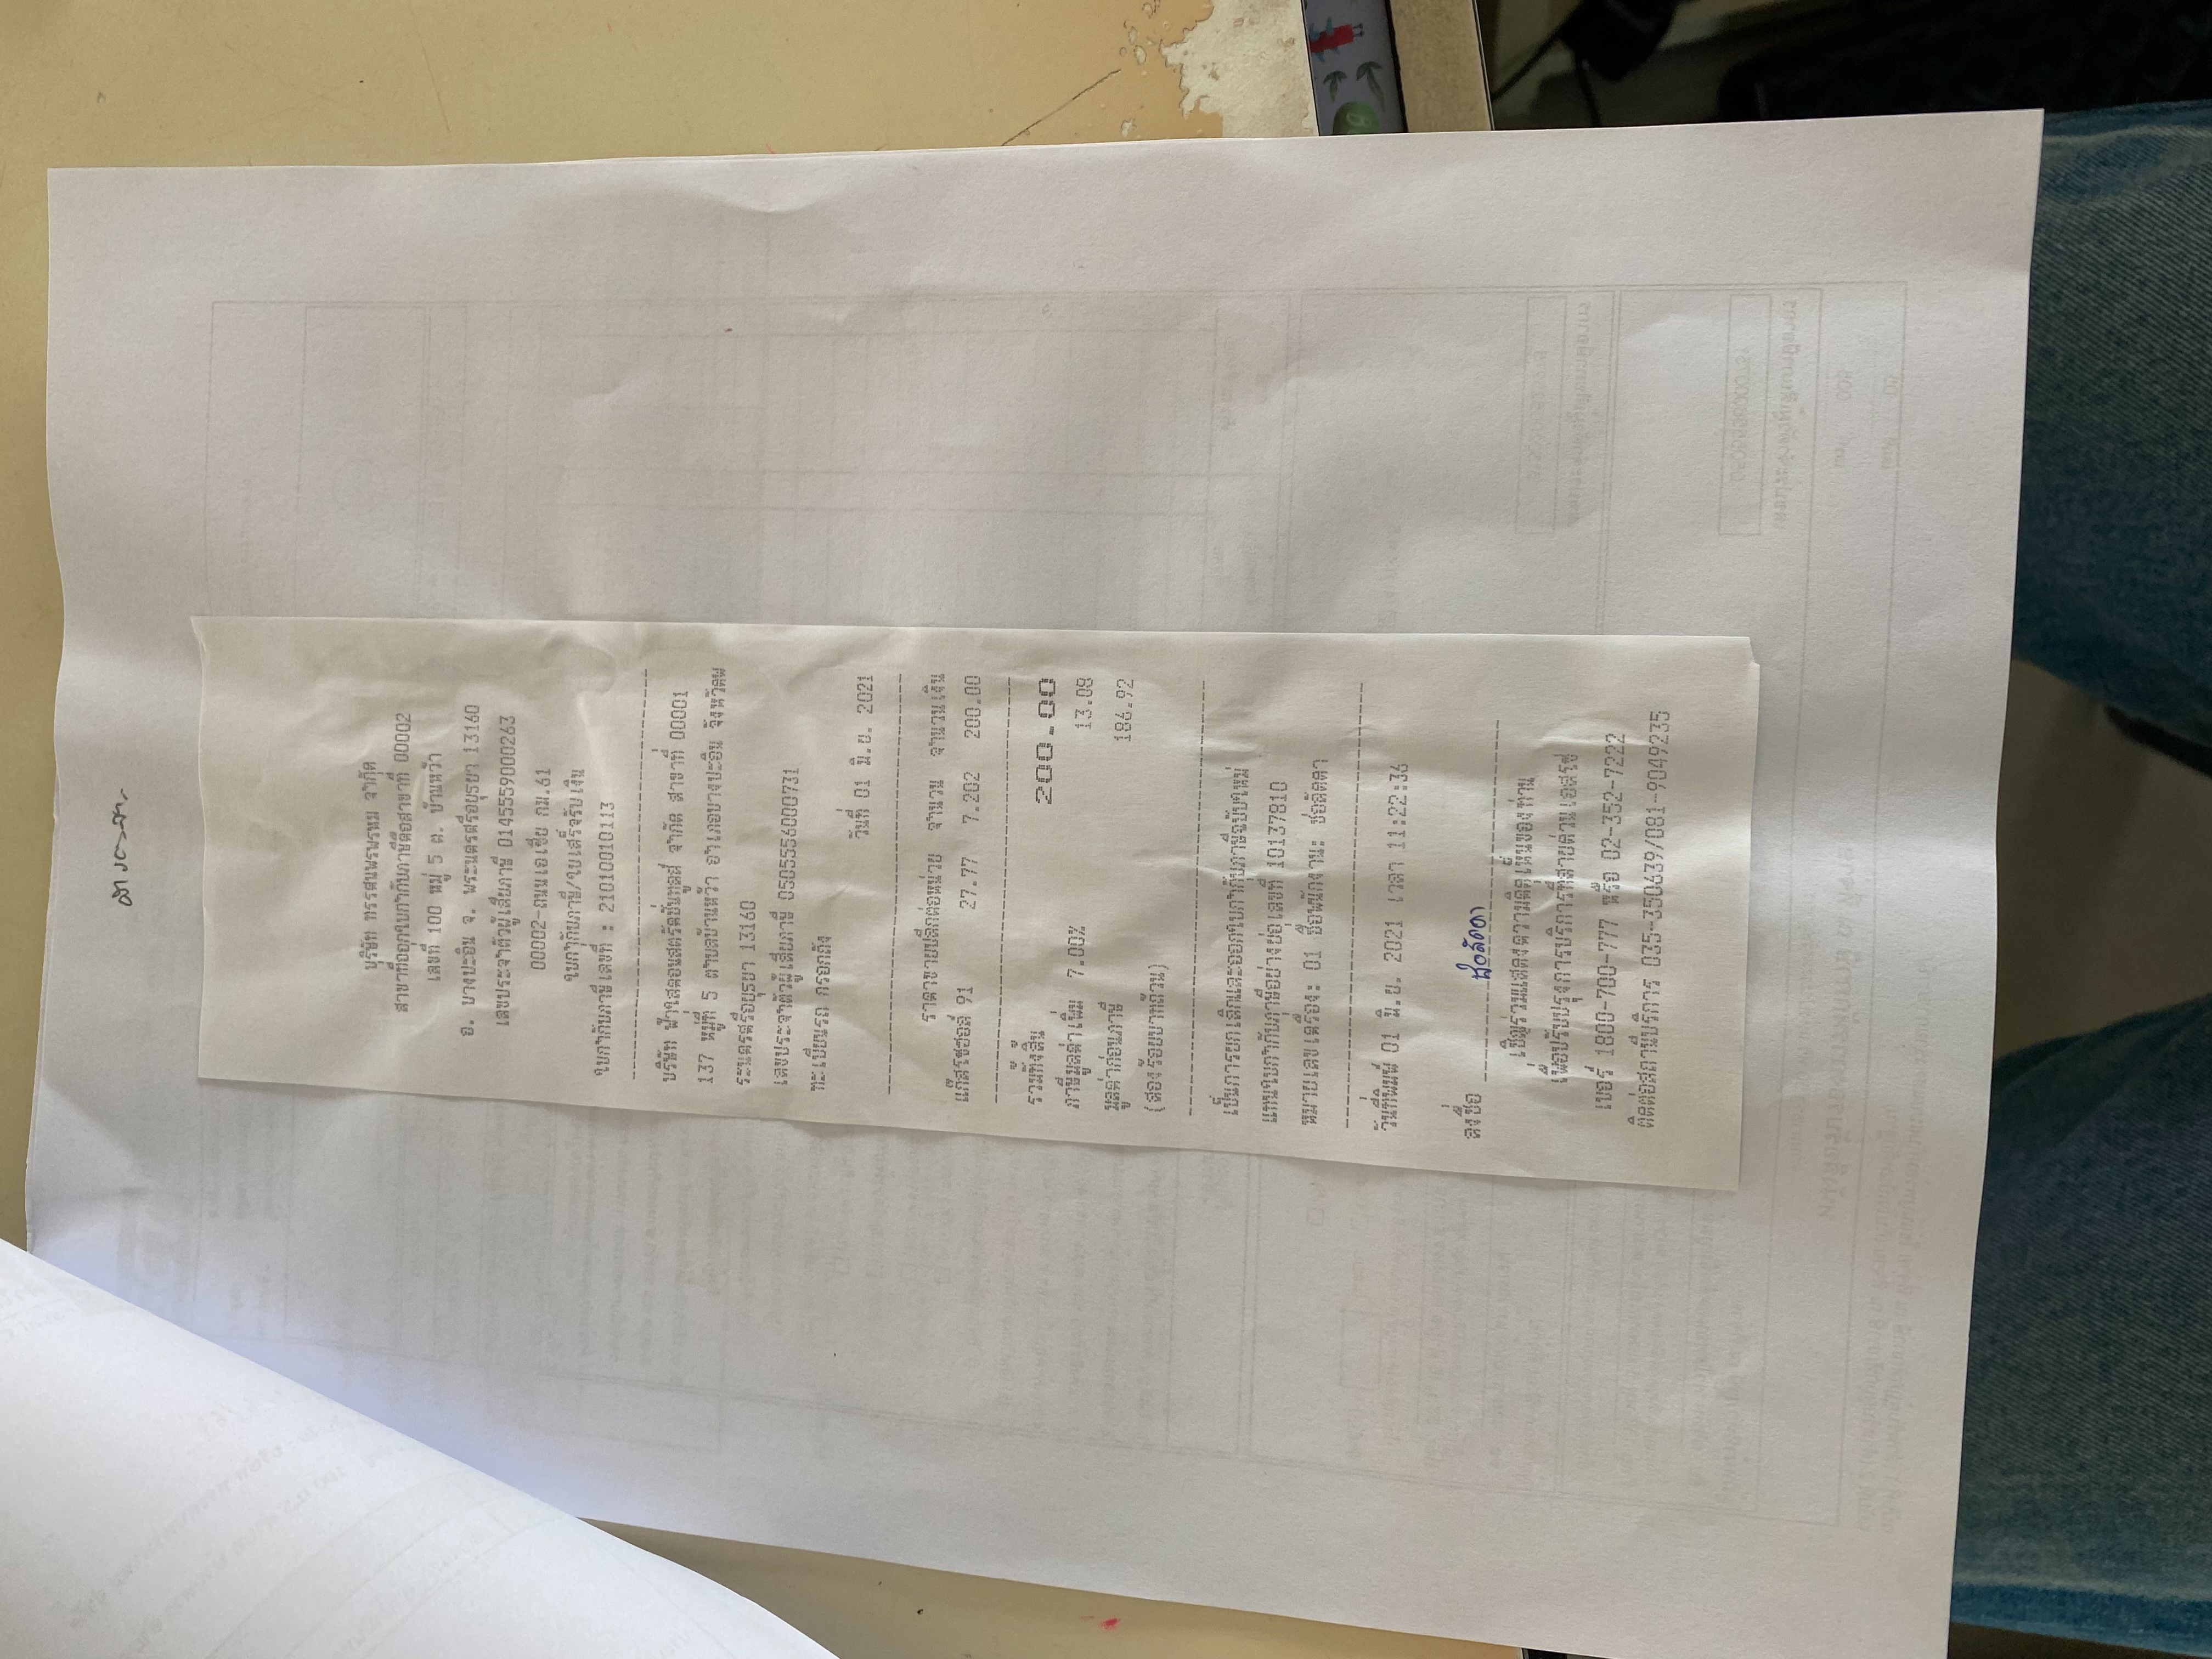 บริษัท ทรรศนพรพรหม จำกัด
สาขาที่ออกใบกำกับภาษีคือสาขาที่ 00002
เลขที่ 100 หมู่ 5 ต. บ้านหว้า
อ. บางปะอิน จ. พระนครศรีอยุธยา 13160
เลขประจำตัวผู้เสียภาษี 0145559000263
00002-ถนนเอเชีย กม.61
ใบกำกับภาษี/ใบเสร็จรับเงิน
ใบกำกับภาษีเลขที่ : 21010010113
บริษัท ฟ้าใสคอนสตรัคชั่นทูลส์ จำกัด สาขาที่ 00001
137 หมู่ที่ 5 ตำบลบ้านหว้า อำเภอบางปะอิน จังหวัดพ
ระนครศรีอยุธยา 13160
เลขประจำตัวผู้เสียภาษี 0505556000731
ทะเบียนรถ กรอกถัง
วันที่ 01 มิ.ย. 2021
ราคาขายปลีกต่อหน่วย จำนวน จำนวนเงิน
แก๊สโซฮอล์ 91 27.77 7.202 200.00
รวมทั้งสิ้น 200.00
ภาษีมูลค่าเพิ่ม 7.00% 13.08
มูลค่าก่อนภาษี 186.92
(สองร้อยบาทถ้วน)
เป็นการยกเลิกและออกใบกำกับภาษีฉบับใหม่
แทนใบกำกับภาษีอย่างย่อเลขที่ 10137810
หมายเลขเครื่อง: 01 ชื่อพนักงาน: ช่อลัดดา
วันที่พิมพ์ 01 มิ.ย. 2021 เวลา 11:22:36
ลงชื่อ ช่อลัดดา
เชิญร่วมแสดงความคิดเห็นของท่าน
เพื่อปรับปรุงการบริการที่สายด่วนเอสโซ่
เบอร์ 1800-700-777 หรือ 02-352-7222
ติดต่อสถานีบริการ 035-350639/081-9049235